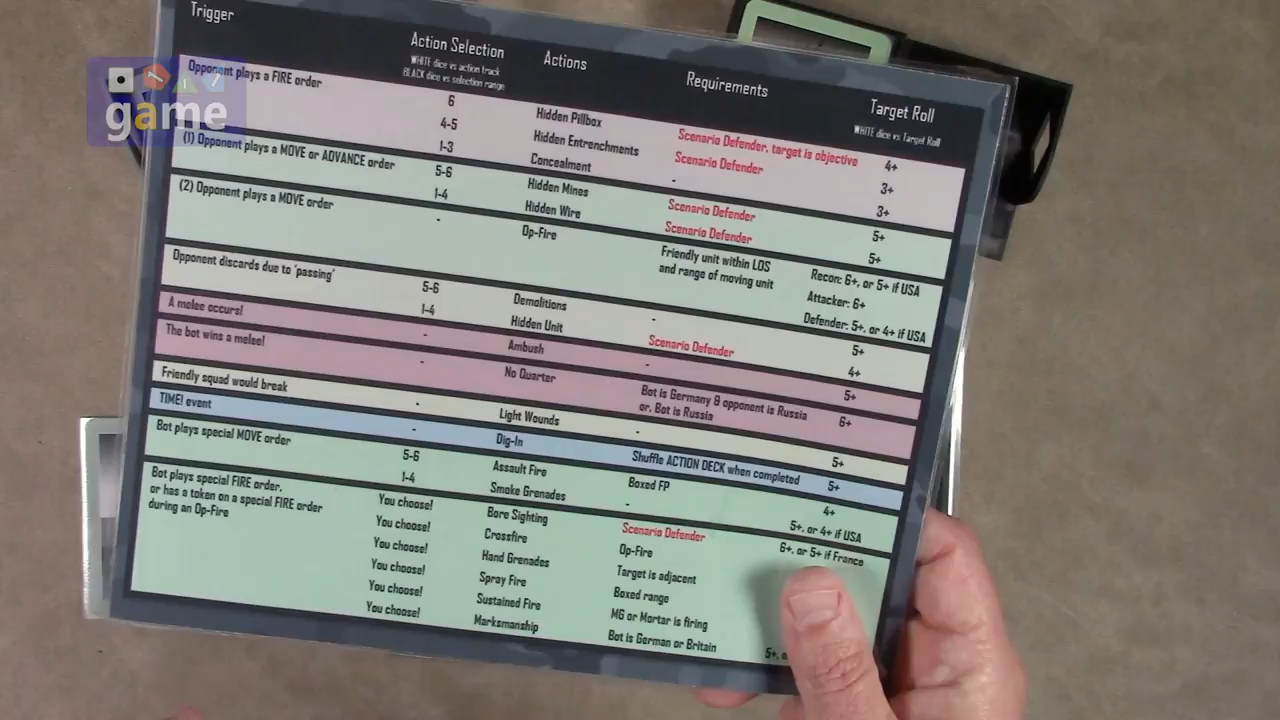 game
Trigger
Action Selection
WHITE dice vs action track
BLACK dice vs selection range
Actions
Requirements
Target Roll
WHITE dice vs Target Roll
Opponent plays a FIRE order
6 Hidden Pillbox Scenario Defender, target is objective 4+
4-5 Hidden Entrenchments Scenario Defender 3+
1-3 Concealment - 3+
(1) Opponent plays a MOVE or ADVANCE order
5-6 Hidden Mines Scenario Defender 5+
1-4 Hidden Wire Scenario Defender 5+
(2) Opponent plays a MOVE order
- Op-Fire Friendly unit within LOS
and range of moving unit
Recon: 6+, or 5+ if USA
Attacker: 6+
Defender: 5+, or 4+ if USA
Opponent discards due to 'passing'
5-6 Demolitions - 5+
1-4 Hidden Unit Scenario Defender 4+
A melee occurs! - Ambush - 5+
The bot wins a melee! - No Quarter Bot is Germany & opponent is Russia
or, Bot is Russia 6+
Friendly squad would break - Light Wounds - 5+
TIME! event - Dig-In Shuffle ACTION DECK when completed 5+
Bot plays special MOVE order
5-6 Assault Fire Boxed FP 4+
1-4 Smoke Grenades - 5+, or 4+ if USA
Bot plays special FIRE order,
or has a token on a special FIRE order
during an Op-Fire
You choose! Bore Sighting Scenario Defender 6+, or 5+ if France
You choose! Crossfire Op-Fire
You choose! Hand Grenades Target is adjacent
You choose! Spray Fire Boxed range
You choose! Sustained Fire MG or Mortar is firing
You choose! Marksmanship Bot is German or Britain 5+,